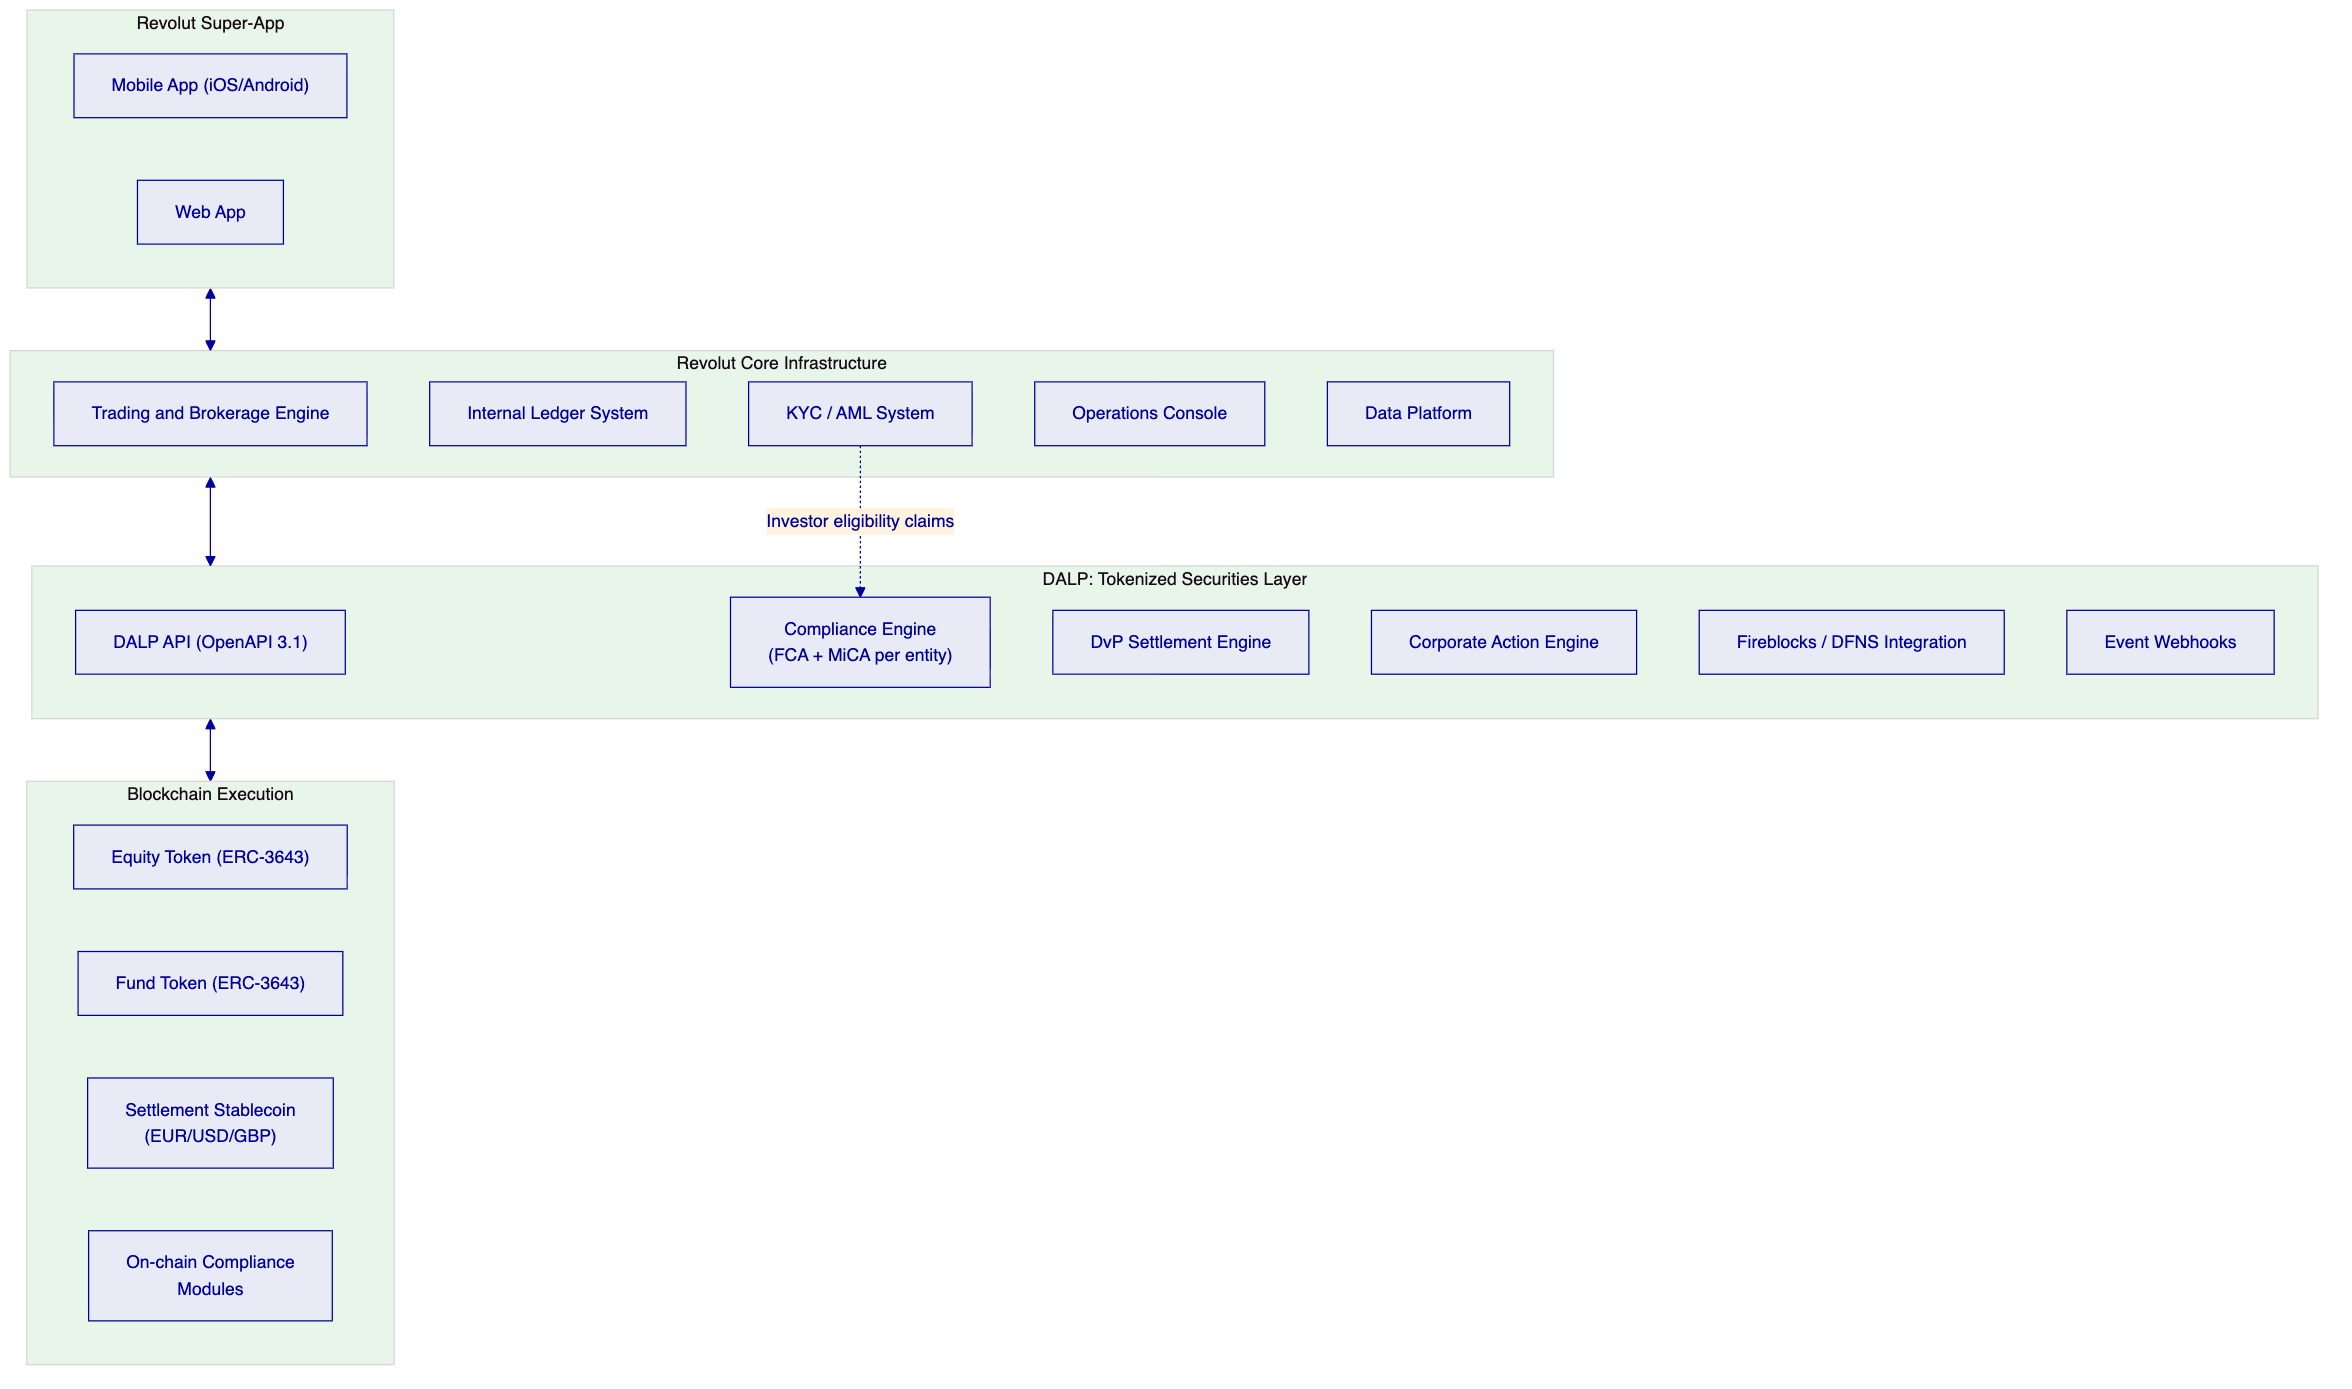 Revolut Super-App
Mobile App (iOS/Android)
Web App
Revolut Core Infrastructure
Trading and Brokerage Engine
Internal Ledger System
KYC / AML System
Operations Console
Data Platform
Investor eligibility claims
DALP: Tokenized Securities Layer
DALP API (OpenAPI 3.1)
Compliance Engine
(FCA + MiCA per entity)
DvP Settlement Engine
Corporate Action Engine
Fireblocks / DFNS Integration
Event Webhooks
Blockchain Execution
Equity Token (ERC-3643)
Fund Token (ERC-3643)
Settlement Stablecoin
(EUR/USD/GBP)
On-chain Compliance
Modules